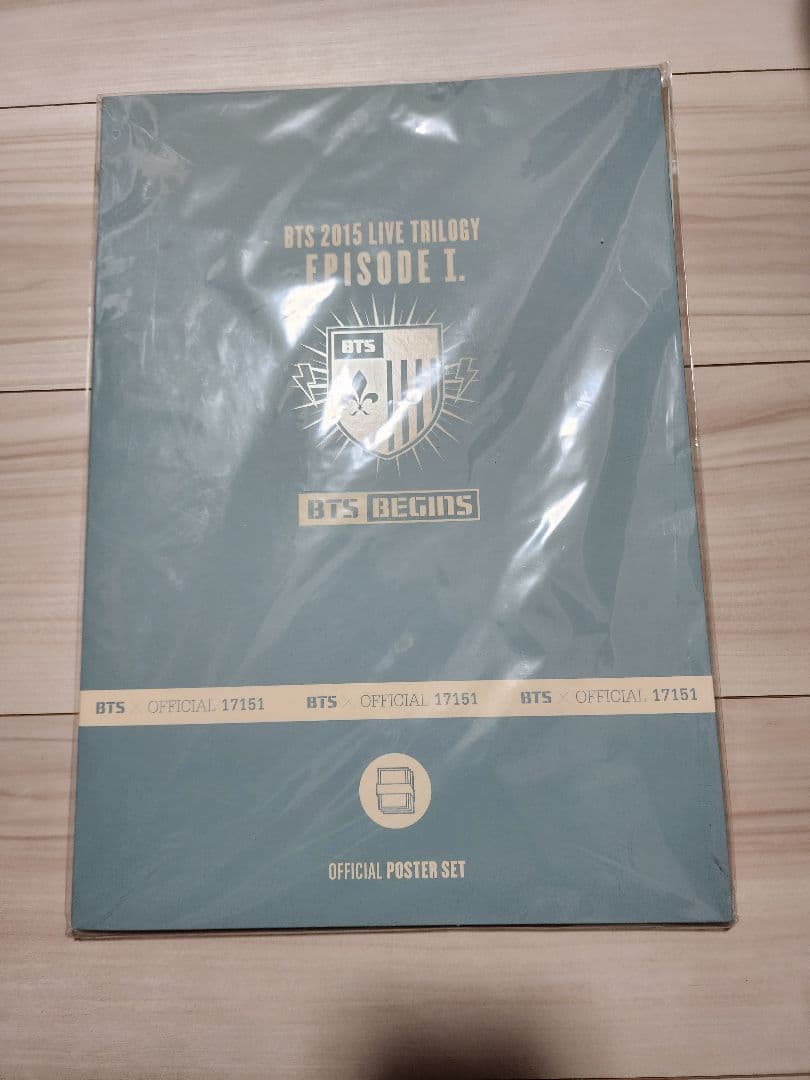 BTS 2015 LIVE TRILOGY
EPISODE I.
BTS
BTS BEGINS
BTS × OFFICIAL 17151 BTS × OFFICIAL 17151 BTS × OFFICIAL 17151
OFFICIAL POSTER SET